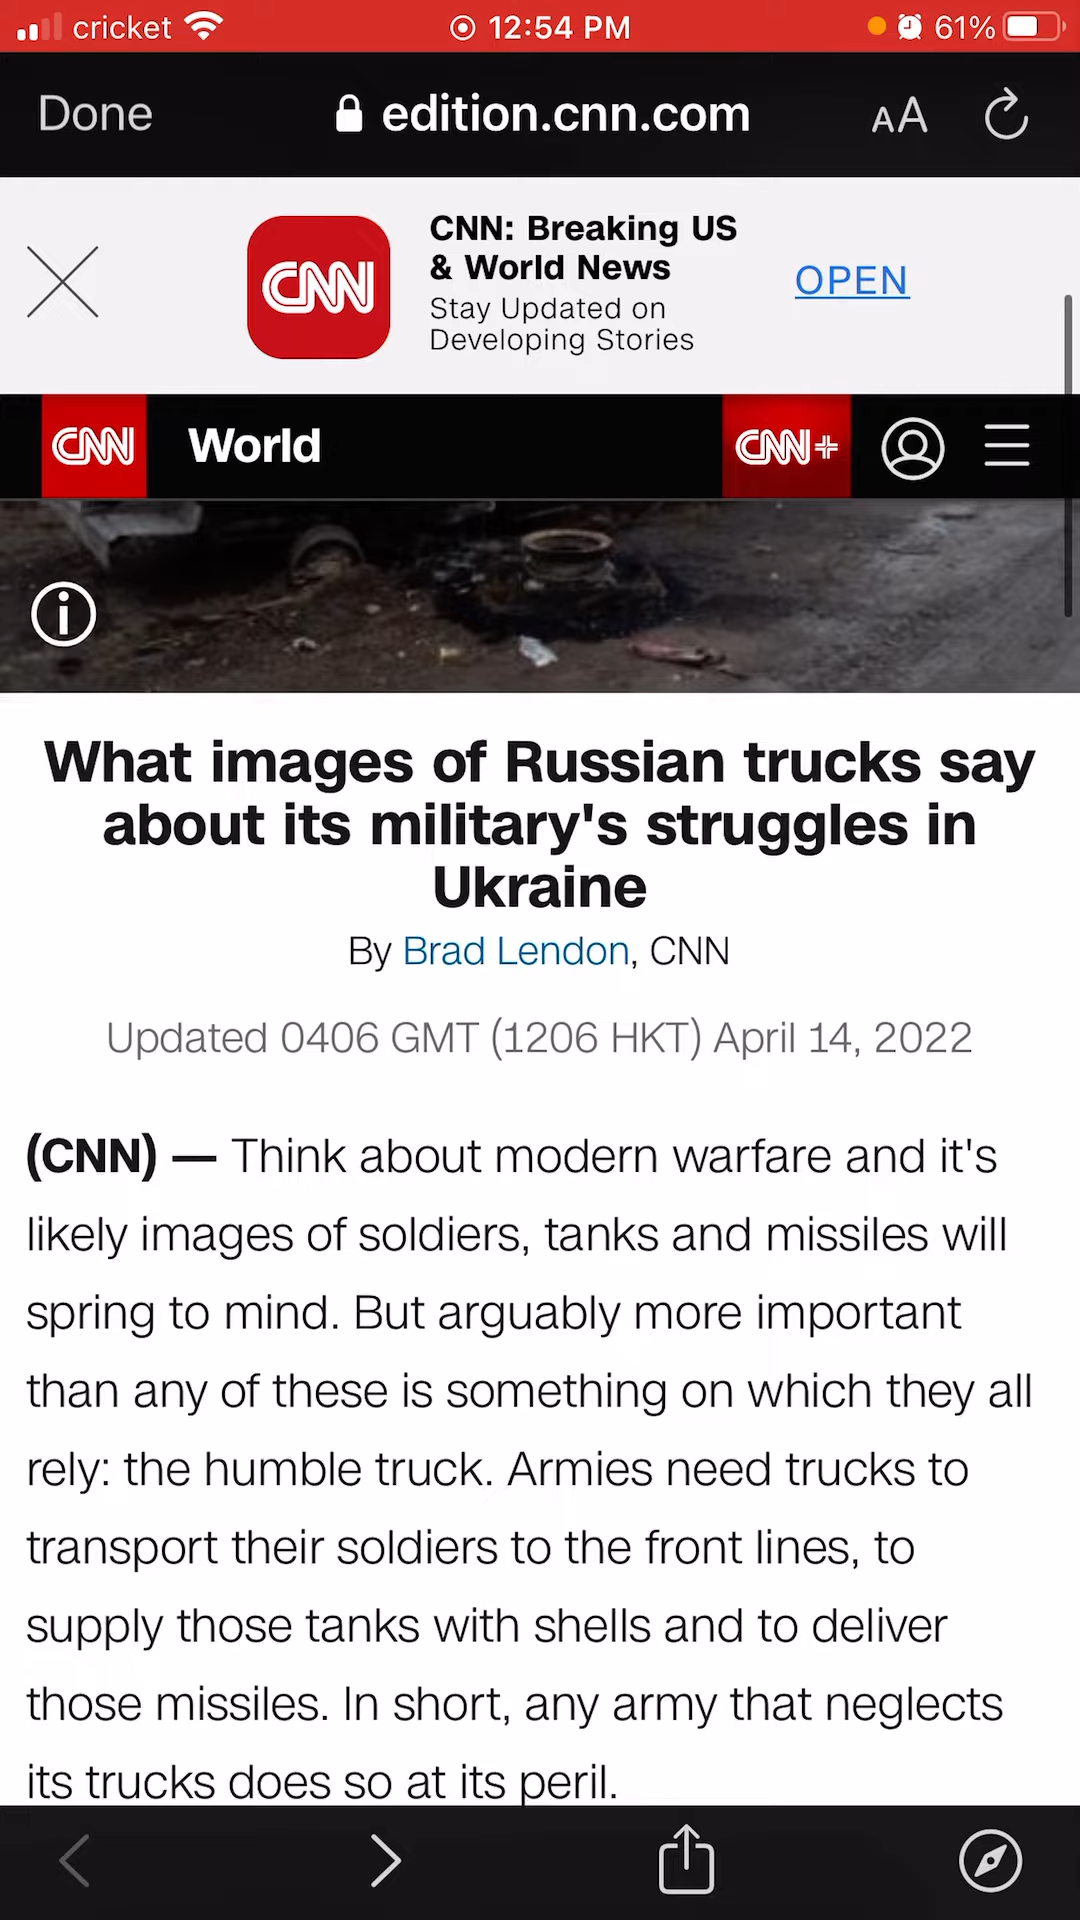 cricket 12:54 PM 61%
Done edition.cnn.com AA
CNN CNN: Breaking US
& World News
Stay Updated on
Developing Stories
OPEN
CNN World CNN+
i
What images of Russian trucks say
about its military's struggles in
Ukraine
By Brad Lendon, CNN
Updated 0406 GMT (1206 HKT) April 14, 2022
(CNN) — Think about modern warfare and it's
likely images of soldiers, tanks and missiles will
spring to mind. But arguably more important
than any of these is something on which they all
rely: the humble truck. Armies need trucks to
transport their soldiers to the front lines, to
supply those tanks with shells and to deliver
those missiles. In short, any army that neglects
its trucks does so at its peril.